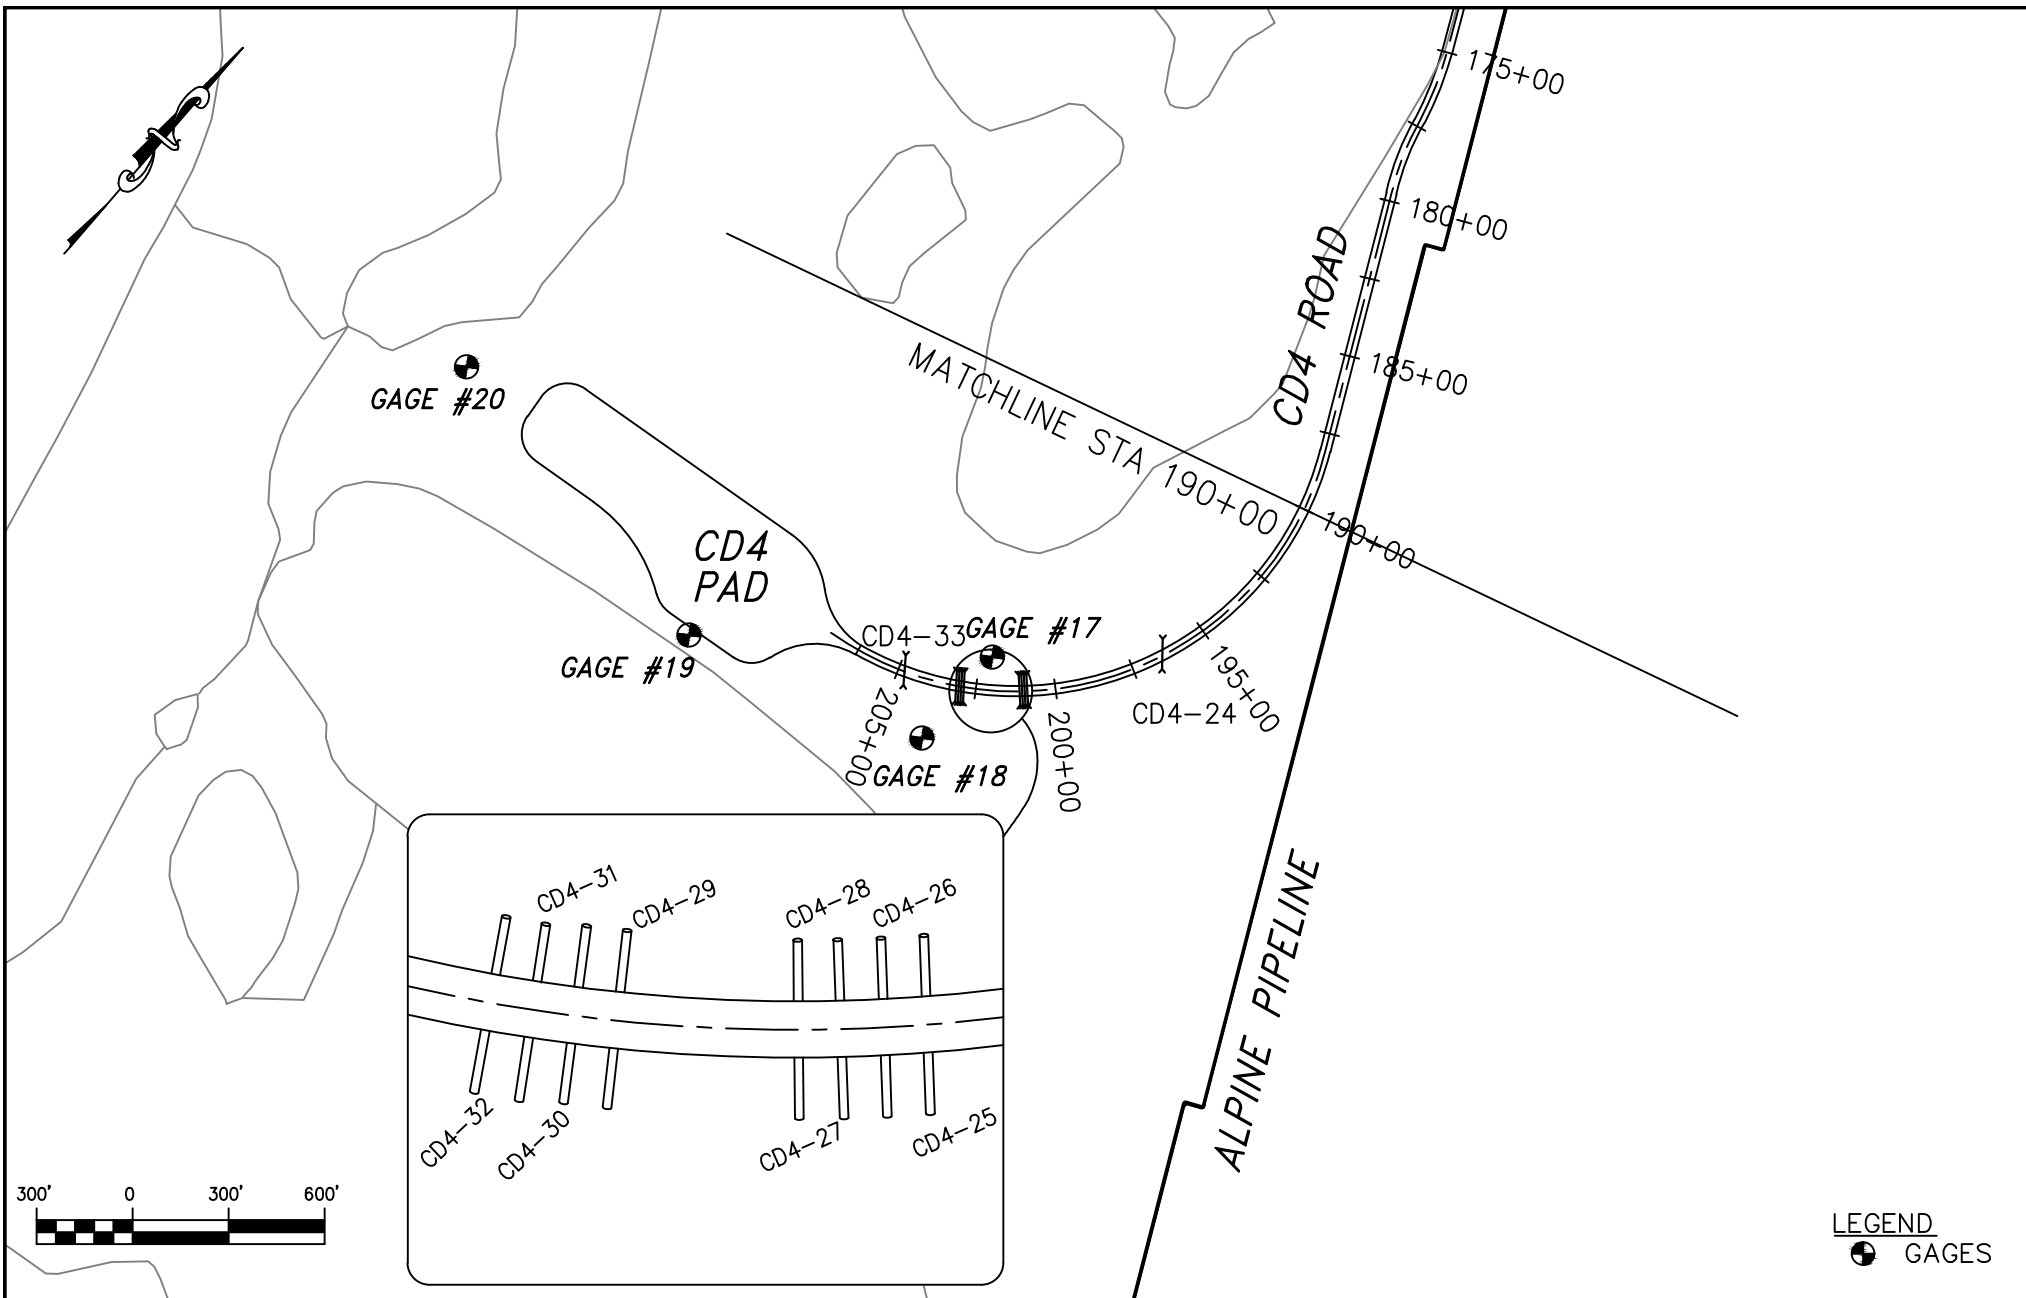 175+00
180+00
CD4 ROAD
MATCHLINE STA 190+00
185+00
GAGE #20
190+00
CD4
PAD
CD4-33
GAGE #17
GAGE #19
195+00
CD4-24
205+00
200+00
GAGE #18
CD4-31
CD4-29
CD4-28
CD4-26
CD4-32
CD4-30
CD4-27
CD4-25
ALPINE PIPELINE
300' 0 300' 600'
LEGEND
GAGES